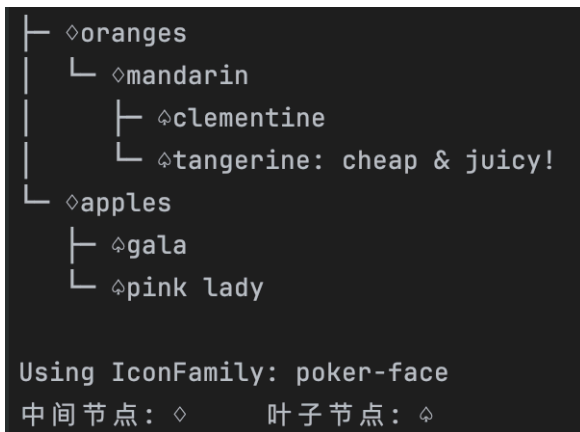 ├─ ♢oranges
│  └─ ♢mandarin
│     ├─ ♤clementine
│     └─ ♤tangerine: cheap & juicy!
└─ ♢apples
   ├─ ♤gala
   └─ ♤pink lady
Using IconFamily: poker-face
中间节点: ♢    叶子节点: ♤